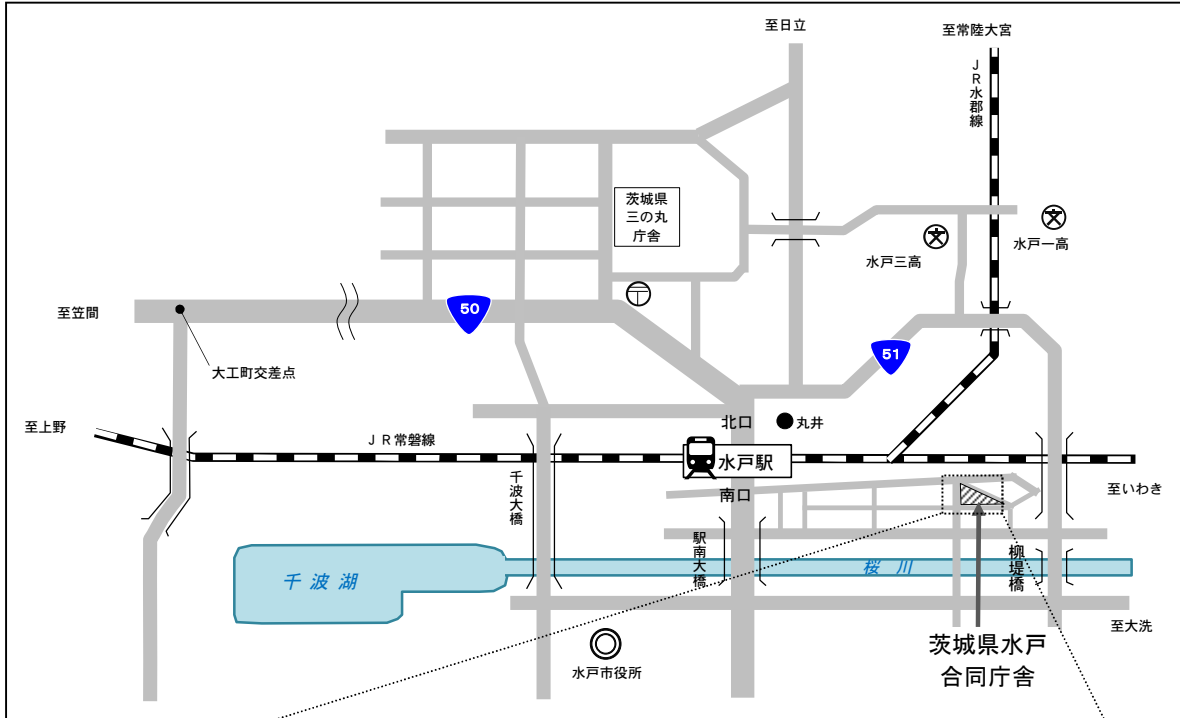 至日立
至常陸大宮
JR水郡線
茨城県
三の丸
庁舎
水戸三高
水戸一高
〒
至笠間
50
51
大工町交差点
至上野
JR常磐線
北口
丸井
水戸駅
南口
至いわき
千波大橋
駅南大橋
柳堤橋
千波湖
桜川
至大洗
水戸市役所
茨城県水戸
合同庁舎